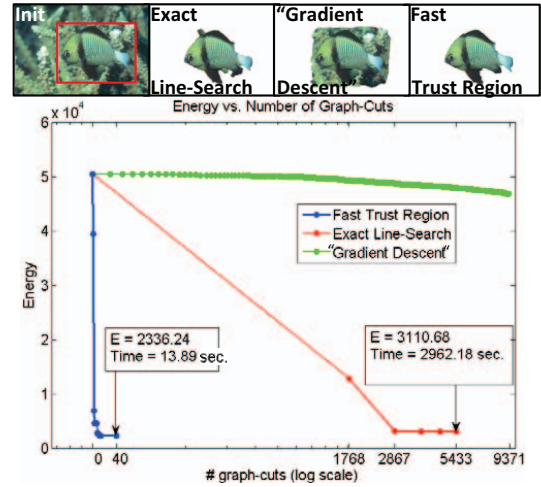 Init
Exact
Line-Search
“Gradient
Descent”
Fast
Trust Region
Energy vs. Number of Graph-Cuts
6 x 10⁴
5
4
3
2
1
0
Energy
Fast Trust Region
Exact Line-Search
“Gradient Descent“
E = 2336.24
Time = 13.89 sec.
E = 3110.68
Time = 2962.18 sec.
0 40 1768 2867 5433 9371
# graph-cuts (log scale)